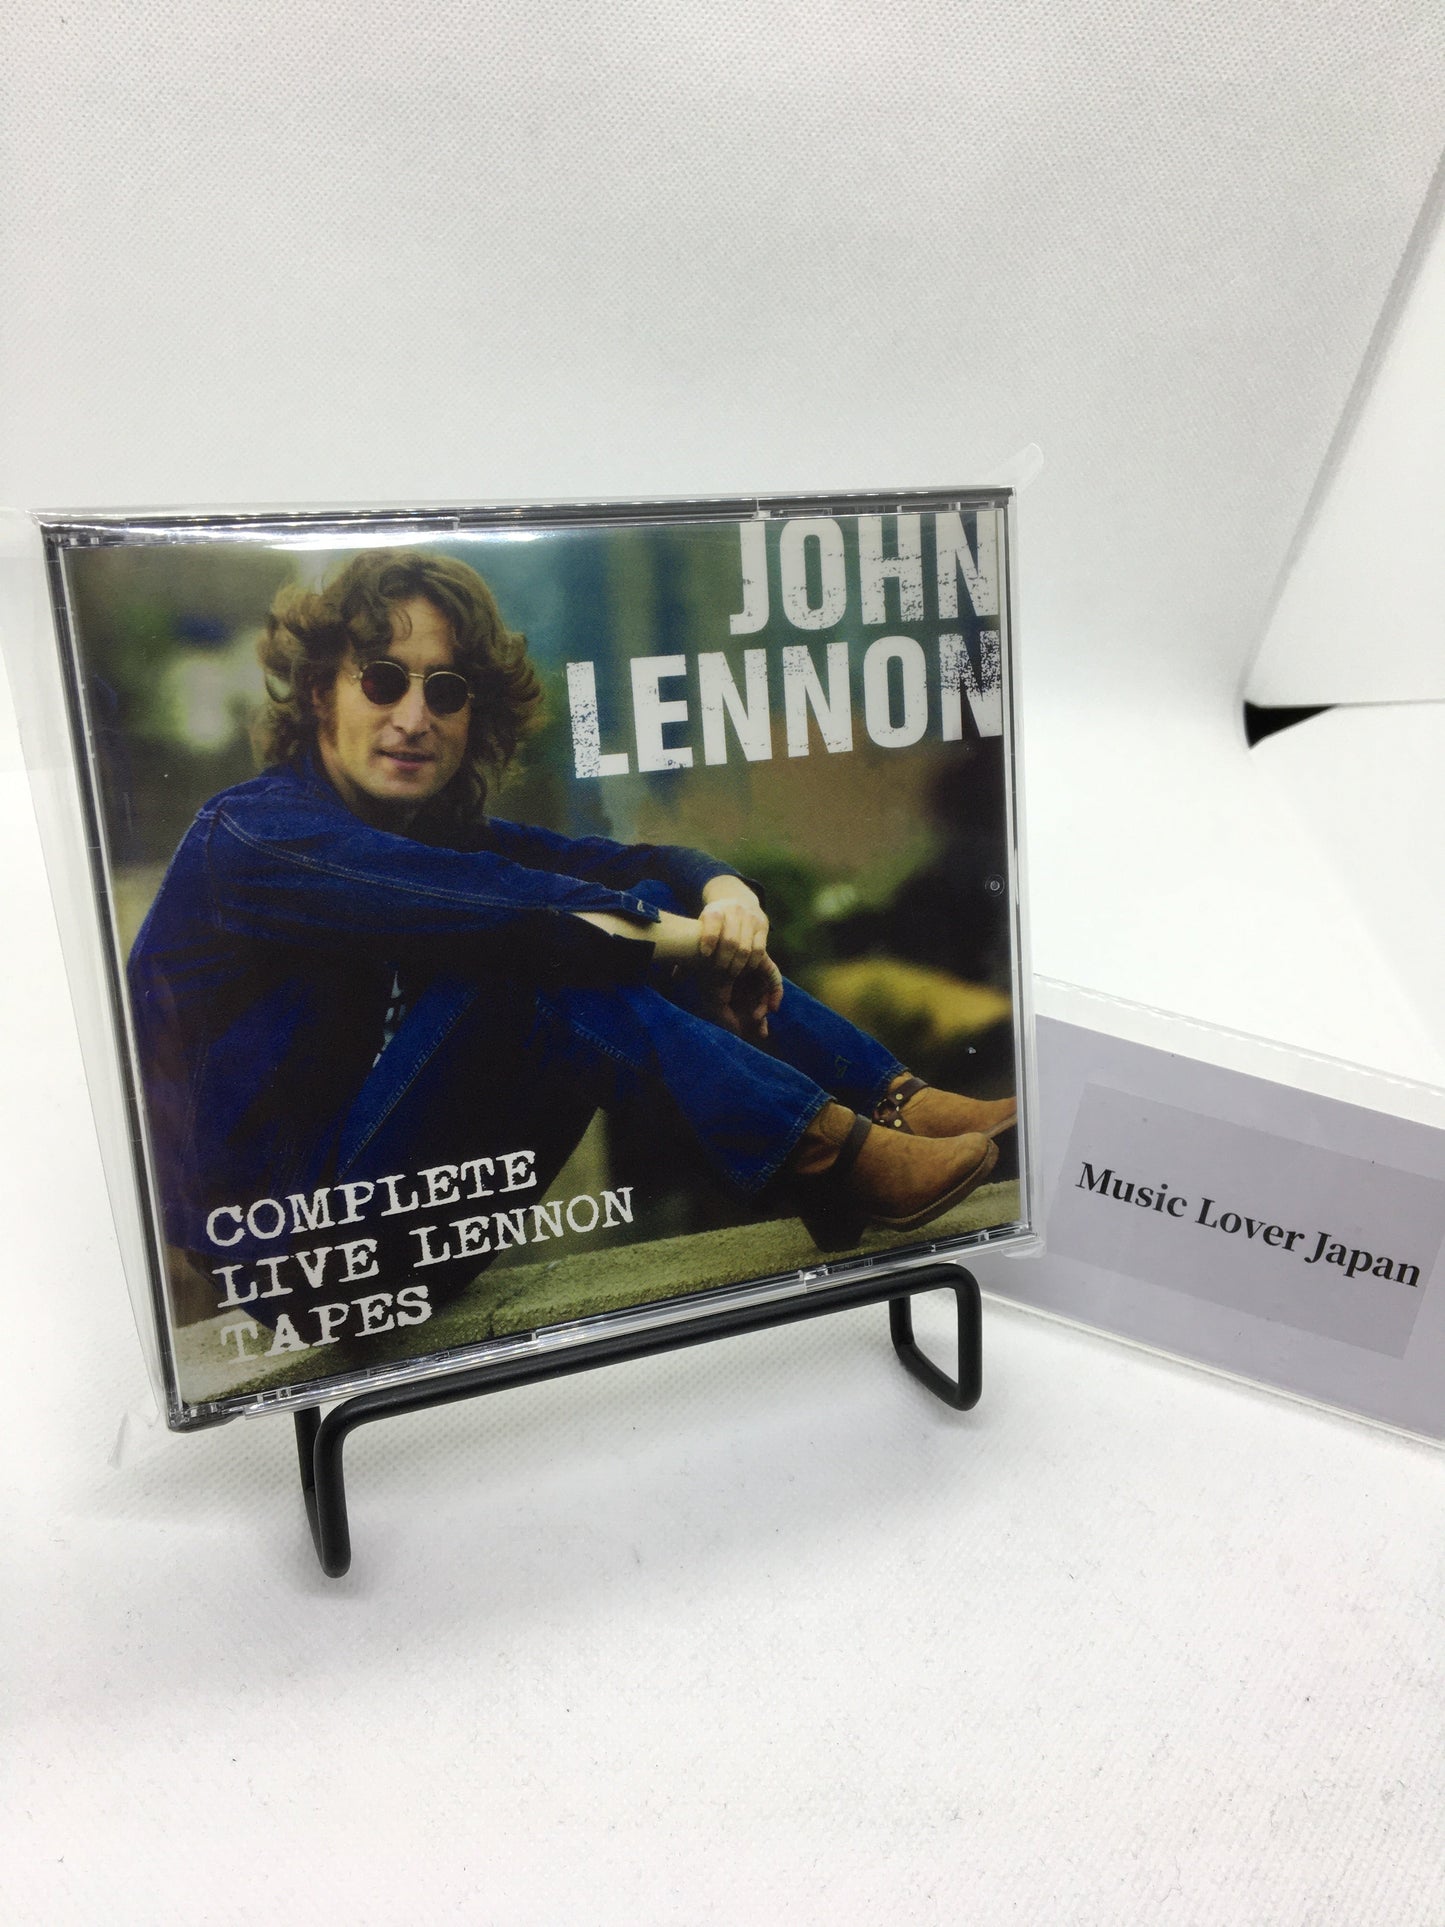 JOHN
LENNON
COMPLETE
LIVE LENNON
TAPES
Music Lover Japan